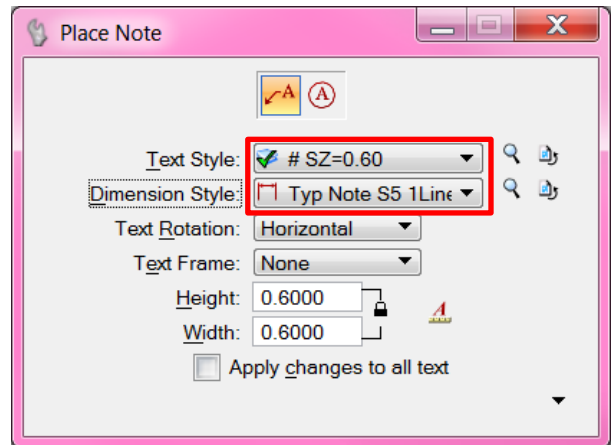 Place Note
A A
Text Style: # SZ=0.60
Dimension Style: Typ Note S5 1Line
Text Rotation: Horizontal
Text Frame: None
Height: 0.6000
A
Width: 0.6000
Apply changes to all text